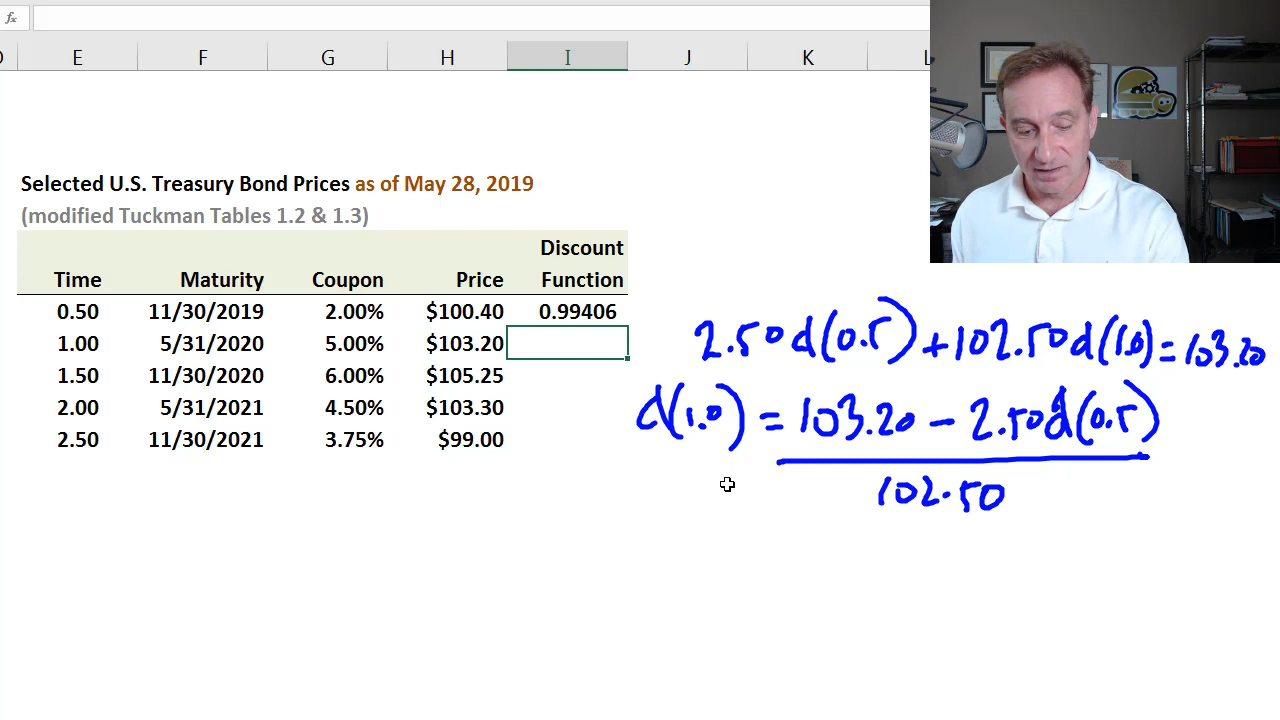 fx
E F G H I J K L
Selected U.S. Treasury Bond Prices as of May 28, 2019
(modified Tuckman Tables 1.2 & 1.3)
Discount
Time Maturity Coupon Price Function
0.50 11/30/2019 2.00% $100.40 0.99406
1.00 5/31/2020 5.00% $103.20
1.50 11/30/2020 6.00% $105.25
2.00 5/31/2021 4.50% $103.30
2.50 11/30/2021 3.75% $99.00
2.50d(0.5)+102.50d(1.0)=103.20
d(1.0) = 103.20 - 2.50d(0.5)
102.50